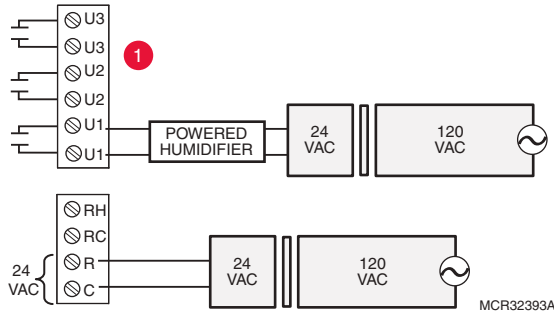 U3
U3
1
U2
U2
U1
U1
POWERED
HUMIDIFIER
24
VAC
120
VAC
RH
RC
R
C
24
VAC
24
VAC
120
VAC
MCR32393A